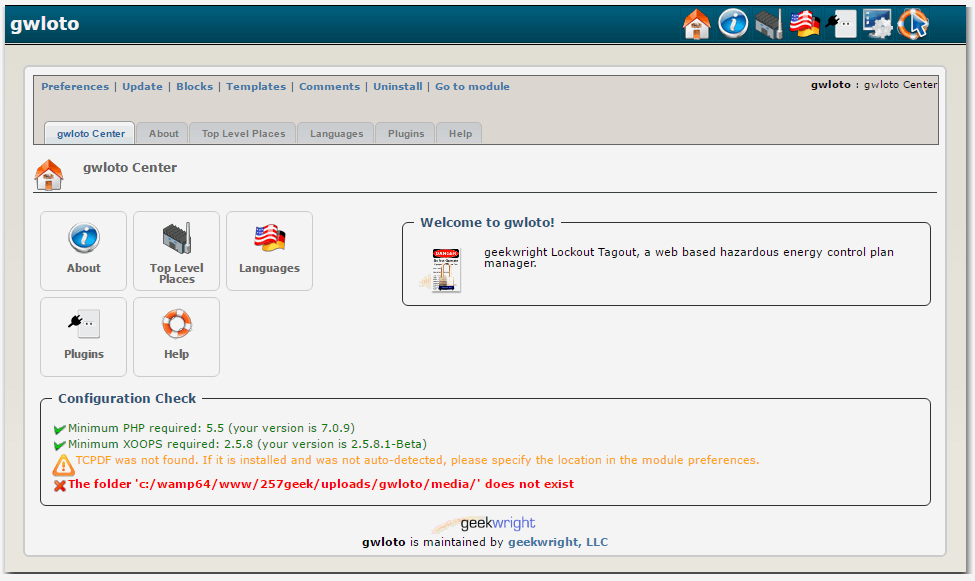 gwloto
Preferences | Update | Blocks | Templates | Comments | Uninstall | Go to module
gwloto : gwloto Center
gwloto Center
About
Top Level Places
Languages
Plugins
Help
gwloto Center
About
Top Level
Places
Languages
Plugins
Help
Welcome to gwloto!
DANGER
geekwright Lockout Tagout, a web based hazardous energy control plan
manager.
Configuration Check
Minimum PHP required: 5.5 (your version is 7.0.9)
Minimum XOOPS required: 2.5.8 (your version is 2.5.8.1-Beta)
TCPDF was not found. If it is installed and was not auto-detected, please specify the location in the module preferences.
The folder 'c:/wamp64/www/257geek/uploads/gwloto/media/' does not exist
geekwright
gwloto is maintained by geekwright, LLC